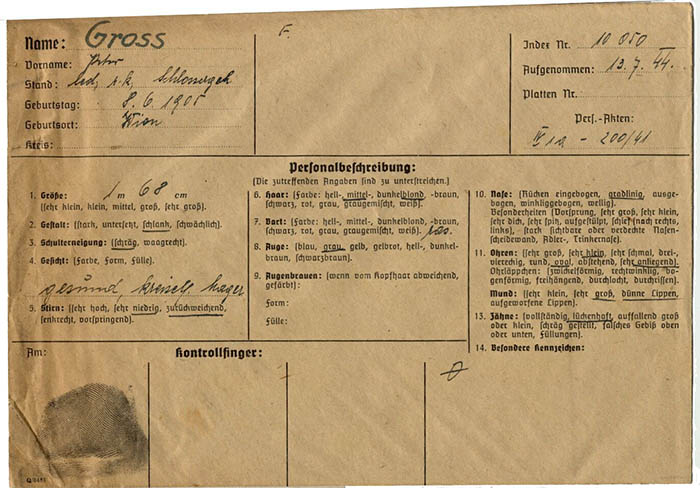 Name: Gross
Vorname: Peter
Stand: led, r.k, Schlossergeh
Geburtstag: 8. 6. 1905
Geburtsort: Wien
Kreis:
F.
Index Nr. 10 050
Aufgenommen: 13. 7. 44.
Platten Nr.
Pers.-Akten:
200/41
Personalbeschreibung:
(Die zutreffenden Angaben sind zu unterstreichen.)
1. Größe: 1 m 68 cm
(sehr klein, klein, mittel, groß, sehr groß).
2. Gestalt: (stark, untersetzt, schlank, schwächlich).
3. Schulterneigung: (schräg, waagrecht).
4. Gesicht: (Farbe, Form, Fülle).
gesund, hager
5. Stirn: (sehr hoch, sehr niedrig, zurückweichend,
senkrecht, vorspringend).
6. Haar: (Farbe: hell-, mittel-, dunkelblond, -braun,
schwarz, rot, grau, graugemischt, weiß).
7. Bart: (Farbe: hell-, mittel-, dunkelblond, -braun,
schwarz, rot, grau, graugemischt, weiß). ras.
8. Auge: (blau, grau, gelb, gelbrot, hell-, dunkel-
braun, schwarzbraun).
9. Augenbrauen: (wenn vom Kopfhaar abweichend,
gefärbt):
Form:
Fülle:
10. Nase: (Rücken eingebogen, gradlinig, ausge-
bogen, winkliggebogen, wellig).
Besonderheiten (Vorsprung, sehr groß, sehr klein,
sehr dick, sehr spitz, aufgestülpt, schief nach rechts,
links), stark sichtbare oder verdeckte Nasen-
scheidewand, Adler-, Trinkernase).
11. Ohren: (sehr groß, sehr klein, sehr schmal, drei-,
viereckig, rund, oval, abstehend, sehr anliegend).
Ohrläppchen: (zwickelförmig, rechtwinklig, bo-
genförmig, freihängend, durchlocht, durchrissen).
Mund: (sehr klein, sehr groß, dünne Lippen,
aufgeworfene Lippen).
13. Zähne: (vollständig, lückenhaft, auffallend groß
oder klein, schräg gestellt, falsches Gebiß oben
oder unten, Füllungen).
14. Besondere Kennzeichen:
Am:
Kontrollfinger: